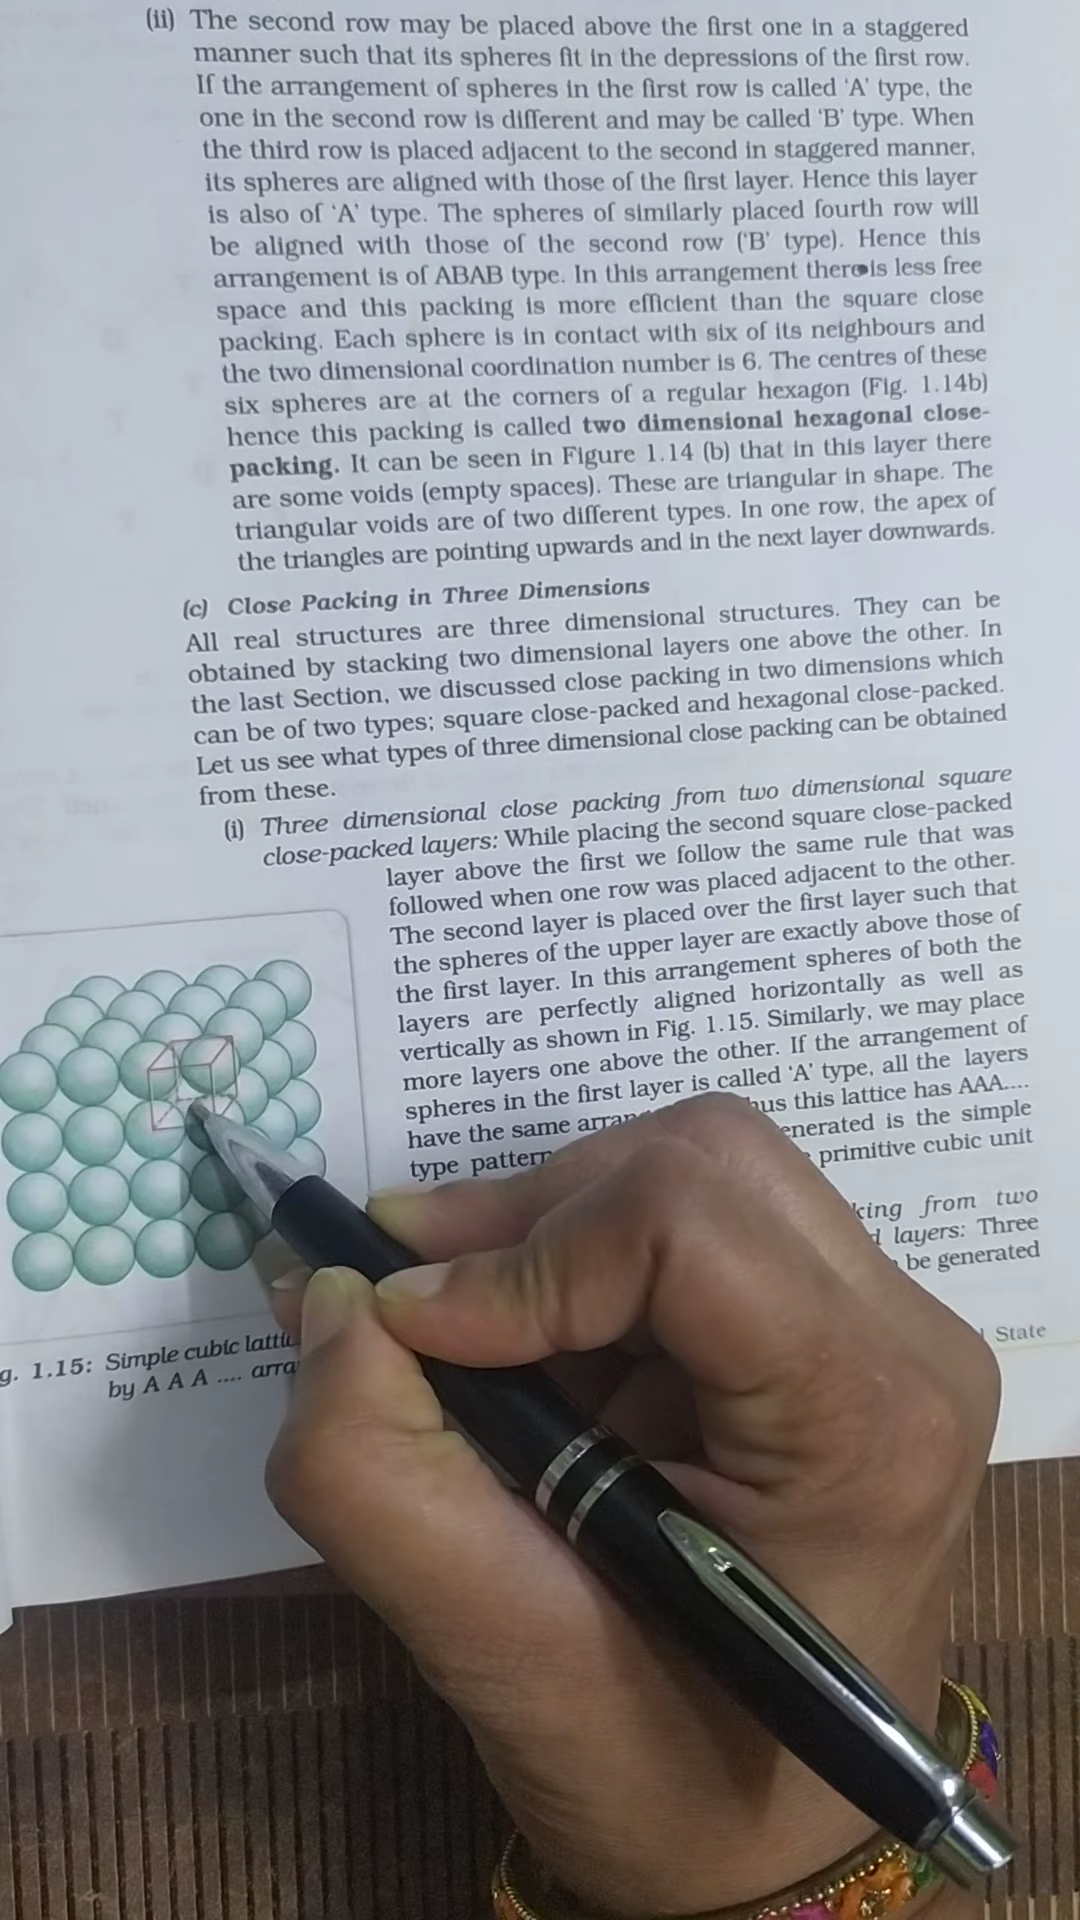 (ii) The second row may be placed above the first one in a staggered
manner such that its spheres fit in the depressions of the first row.
If the arrangement of spheres in the first row is called ‘A’ type, the
one in the second row is different and may be called ‘B’ type. When
the third row is placed adjacent to the second in staggered manner,
its spheres are aligned with those of the first layer. Hence this layer
is also of ‘A’ type. The spheres of similarly placed fourth row will
be aligned with those of the second row (‘B’ type). Hence this
arrangement is of ABAB type. In this arrangement there is less free
space and this packing is more efficient than the square close
packing. Each sphere is in contact with six of its neighbours and
the two dimensional coordination number is 6. The centres of these
six spheres are at the corners of a regular hexagon (Fig. 1.14b)
hence this packing is called two dimensional hexagonal close-
packing. It can be seen in Figure 1.14 (b) that in this layer there
are some voids (empty spaces). These are triangular in shape. The
triangular voids are of two different types. In one row, the apex of
the triangles are pointing upwards and in the next layer downwards.
(c) Close Packing in Three Dimensions
All real structures are three dimensional structures. They can be
obtained by stacking two dimensional layers one above the other. In
the last Section, we discussed close packing in two dimensions which
can be of two types; square close-packed and hexagonal close-packed.
Let us see what types of three dimensional close packing can be obtained
from these.
(i) Three dimensional close packing from two dimensional square
close-packed layers: While placing the second square close-packed
layer above the first we follow the same rule that was
followed when one row was placed adjacent to the other.
The second layer is placed over the first layer such that
the spheres of the upper layer are exactly above those of
the first layer. In this arrangement spheres of both the
layers are perfectly aligned horizontally as well as
vertically as shown in Fig. 1.15. Similarly, we may place
more layers one above the other. If the arrangement of
spheres in the first layer is called ‘A’ type, all the layers
have the same this lattice has AAA....
type is the simple
primitive cubic unit
from two
layers: Three
be generated
State
1.15: Simple cubic
by A A A ....